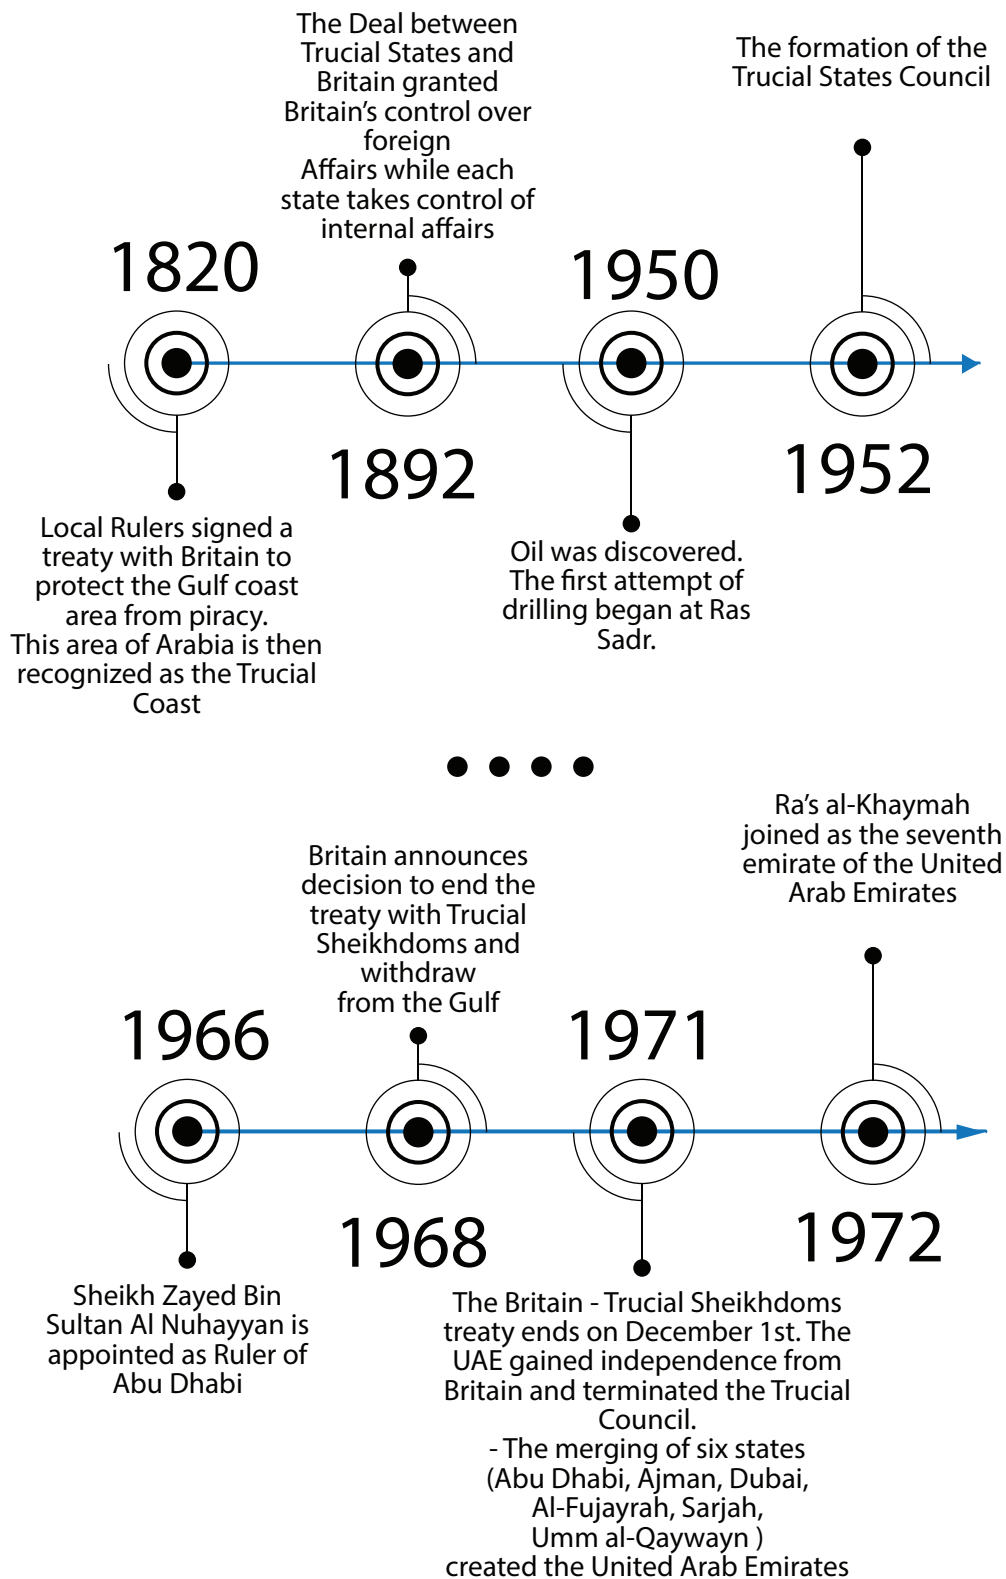 1820
Local Rulers signed a
treaty with Britain to
protect the Gulf coast
area from piracy.
This area of Arabia is then
recognized as the Trucial
Coast
The Deal between
Trucial States and
Britain granted
Britain’s control over
foreign
Affairs while each
state takes control of
internal affairs
1892
1950
Oil was discovered.
The first attempt of
drilling began at Ras
Sadr.
The formation of the
Trucial States Council
1952
1966
Sheikh Zayed Bin
Sultan Al Nuhayyan is
appointed as Ruler of
Abu Dhabi
Britain announces
decision to end the
treaty with Trucial
Sheikhdoms and
withdraw
from the Gulf
1968
1971
The Britain - Trucial Sheikhdoms
treaty ends on December 1st. The
UAE gained independence from
Britain and terminated the Trucial
Council.
- The merging of six states
(Abu Dhabi, Ajman, Dubai,
Al-Fujayrah, Sarjah,
Umm al-Qaywayn )
created the United Arab Emirates
Ra’s al-Khaymah
joined as the seventh
emirate of the United
Arab Emirates
1972